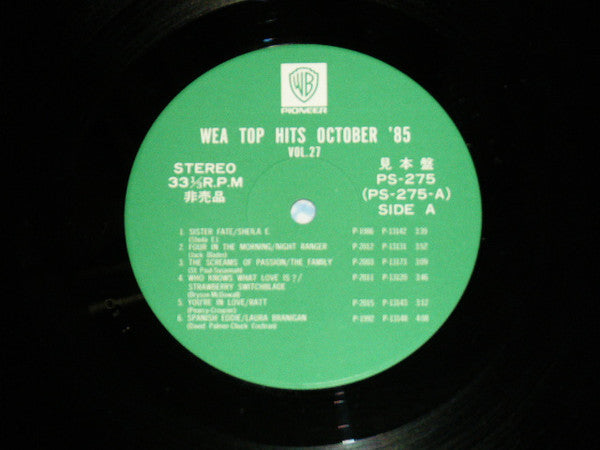 WB
PIONEER
WEA TOP HITS OCTOBER '85
VOL.27
STEREO
33⅓R.P.M
非売品
見本盤
PS-275
(PS-275-A)
SIDE A
1. SISTER FATE/SHEILA E. P-1986 P-13142 3:39
(Sheila E.)
2. FOUR IN THE MORNING/NIGHT RANGER P-2012 P-13131 3:52
(Jack Blades)
3. THE SCREAMS OF PASSION/THE FAMILY P-2003 P-13173 3:09
(St. Paul-Susannah)
4. WHO KNOWS WHAT LOVE IS?/ P-2011 P-13120 3:46
STRAWBERRY SWITCHBLADE
(Bryson-McDowall)
5. YOU'RE IN LOVE/RATT P-2015 P-13143 3:12
(Pearcy-Croucier)
6. SPANISH EDDIE/LAURA BRANIGAN P-1992 P-13148 4:08
(David Palmer-Chuck Cochran)